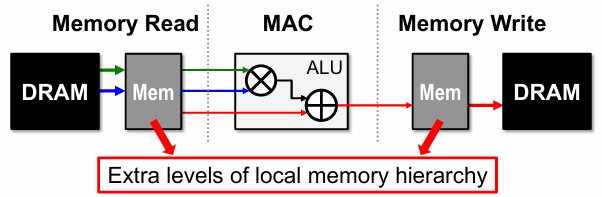 Memory Read
MAC
Memory Write
DRAM
Mem
ALU
Mem
DRAM
Extra levels of local memory hierarchy